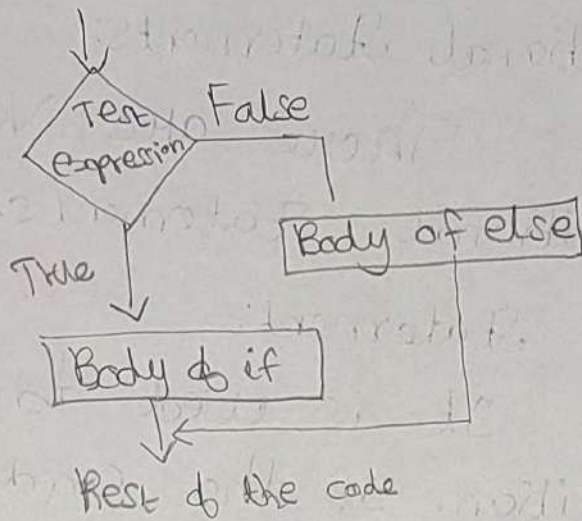 Test
expression
False
True
Body of else
Body of if
Rest of the code